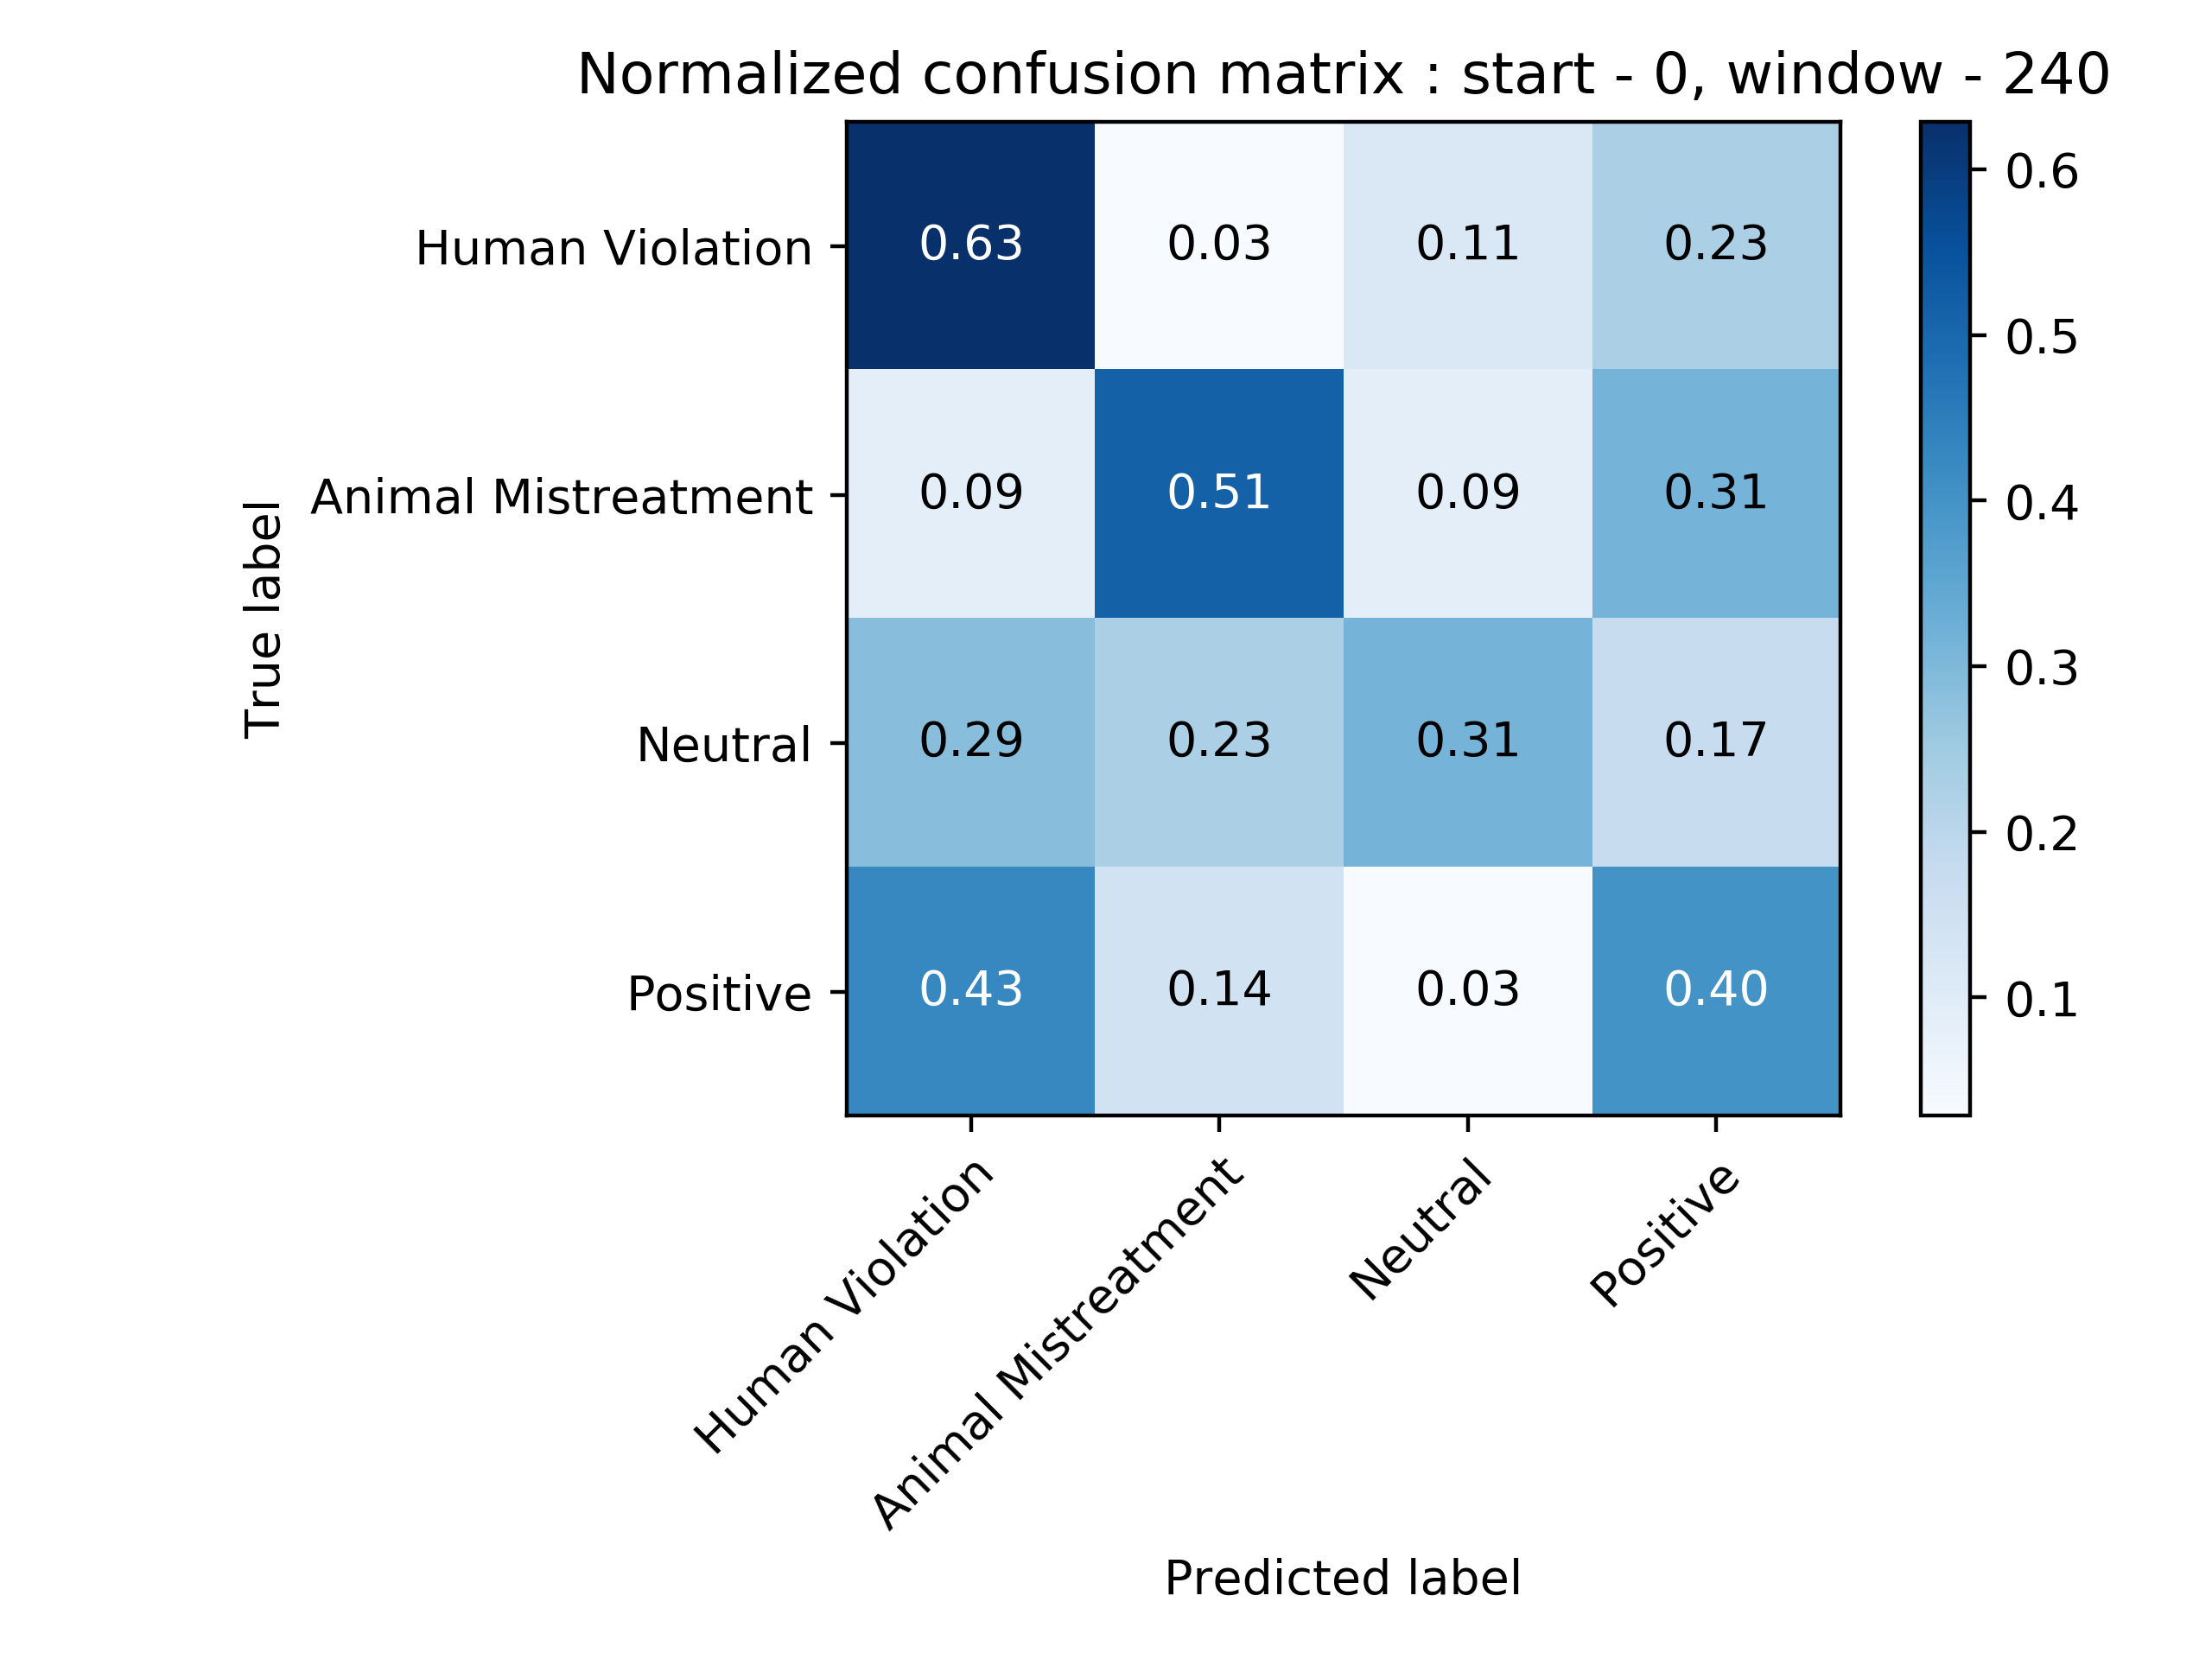 Normalized confusion matrix : start - 0, window - 240
True label
Human Violation
0.63 0.03 0.11 0.23
Animal Mistreatment
0.09 0.51 0.09 0.31
Neutral
0.29 0.23 0.31 0.17
Positive
0.43 0.14 0.03 0.40
Human Violation
Animal Mistreatment
Neutral
Positive
Predicted label
0.6
0.5
0.4
0.3
0.2
0.1